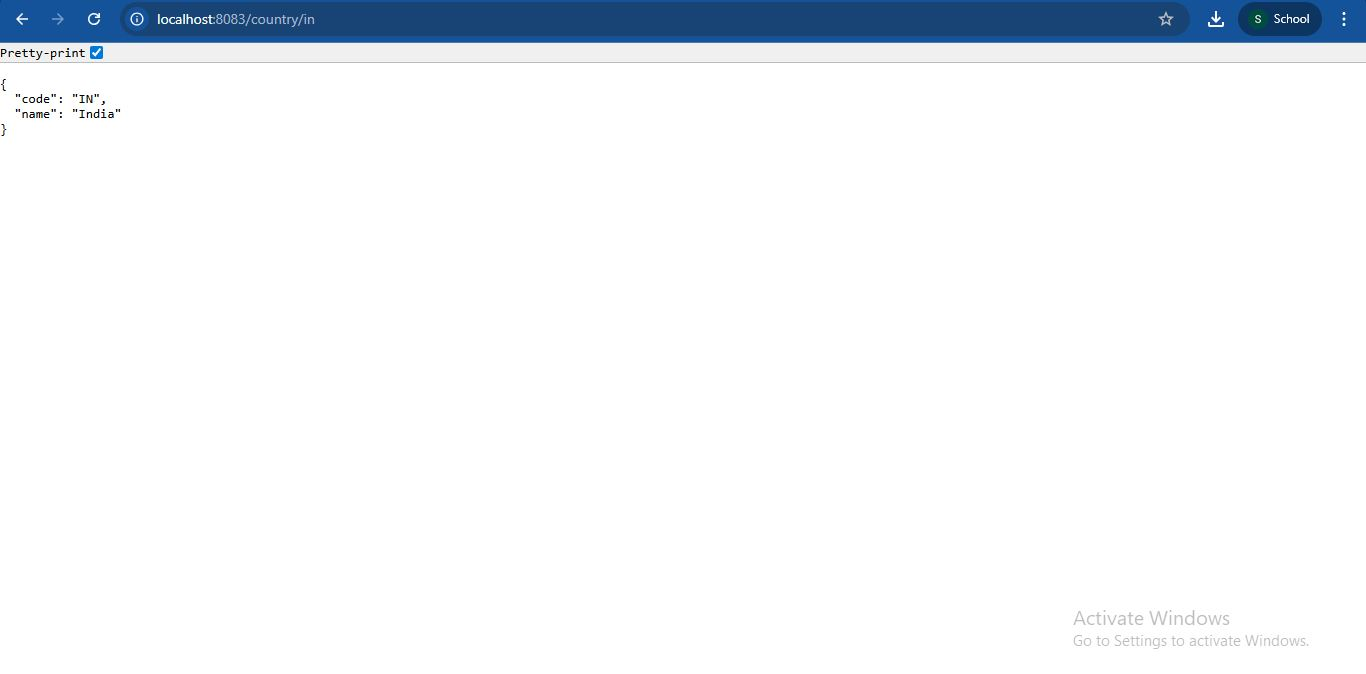 localhost:8083/country/in
S School
Pretty-print
{
  "code": "IN",
  "name": "India"
}
Activate Windows
Go to Settings to activate Windows.